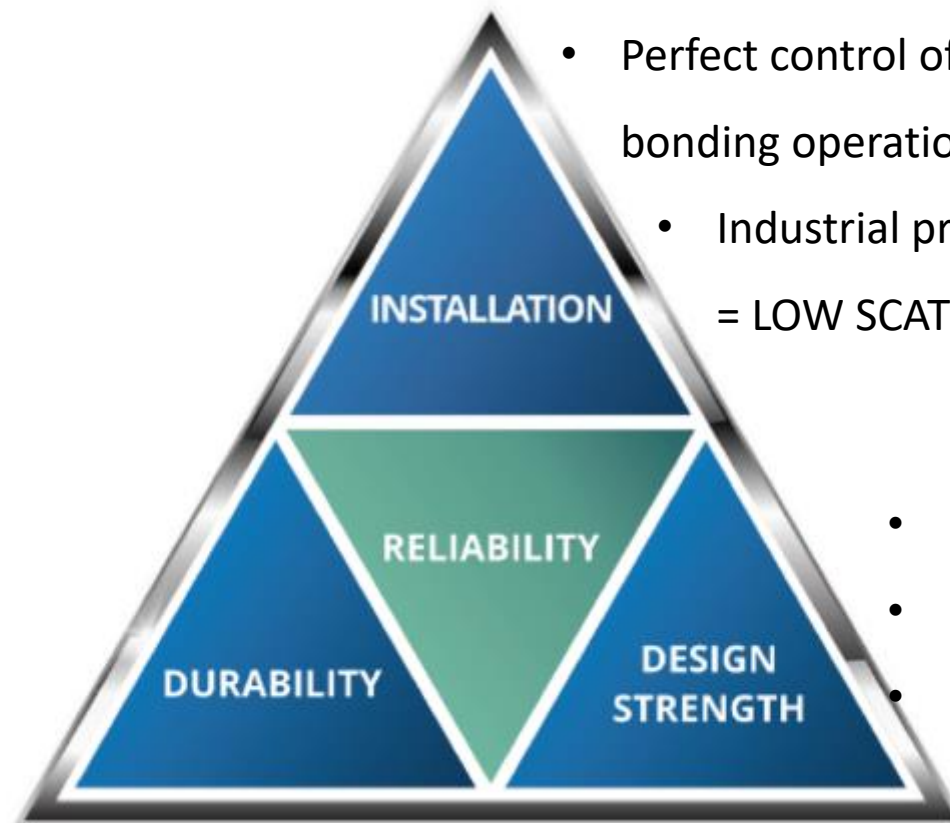 • Perfect control of
bonding operatio
• Industrial pr
= LOW SCAT
INSTALLATION
RELIABILITY
DURABILITY
DESIGN
STRENGTH
•
•
•